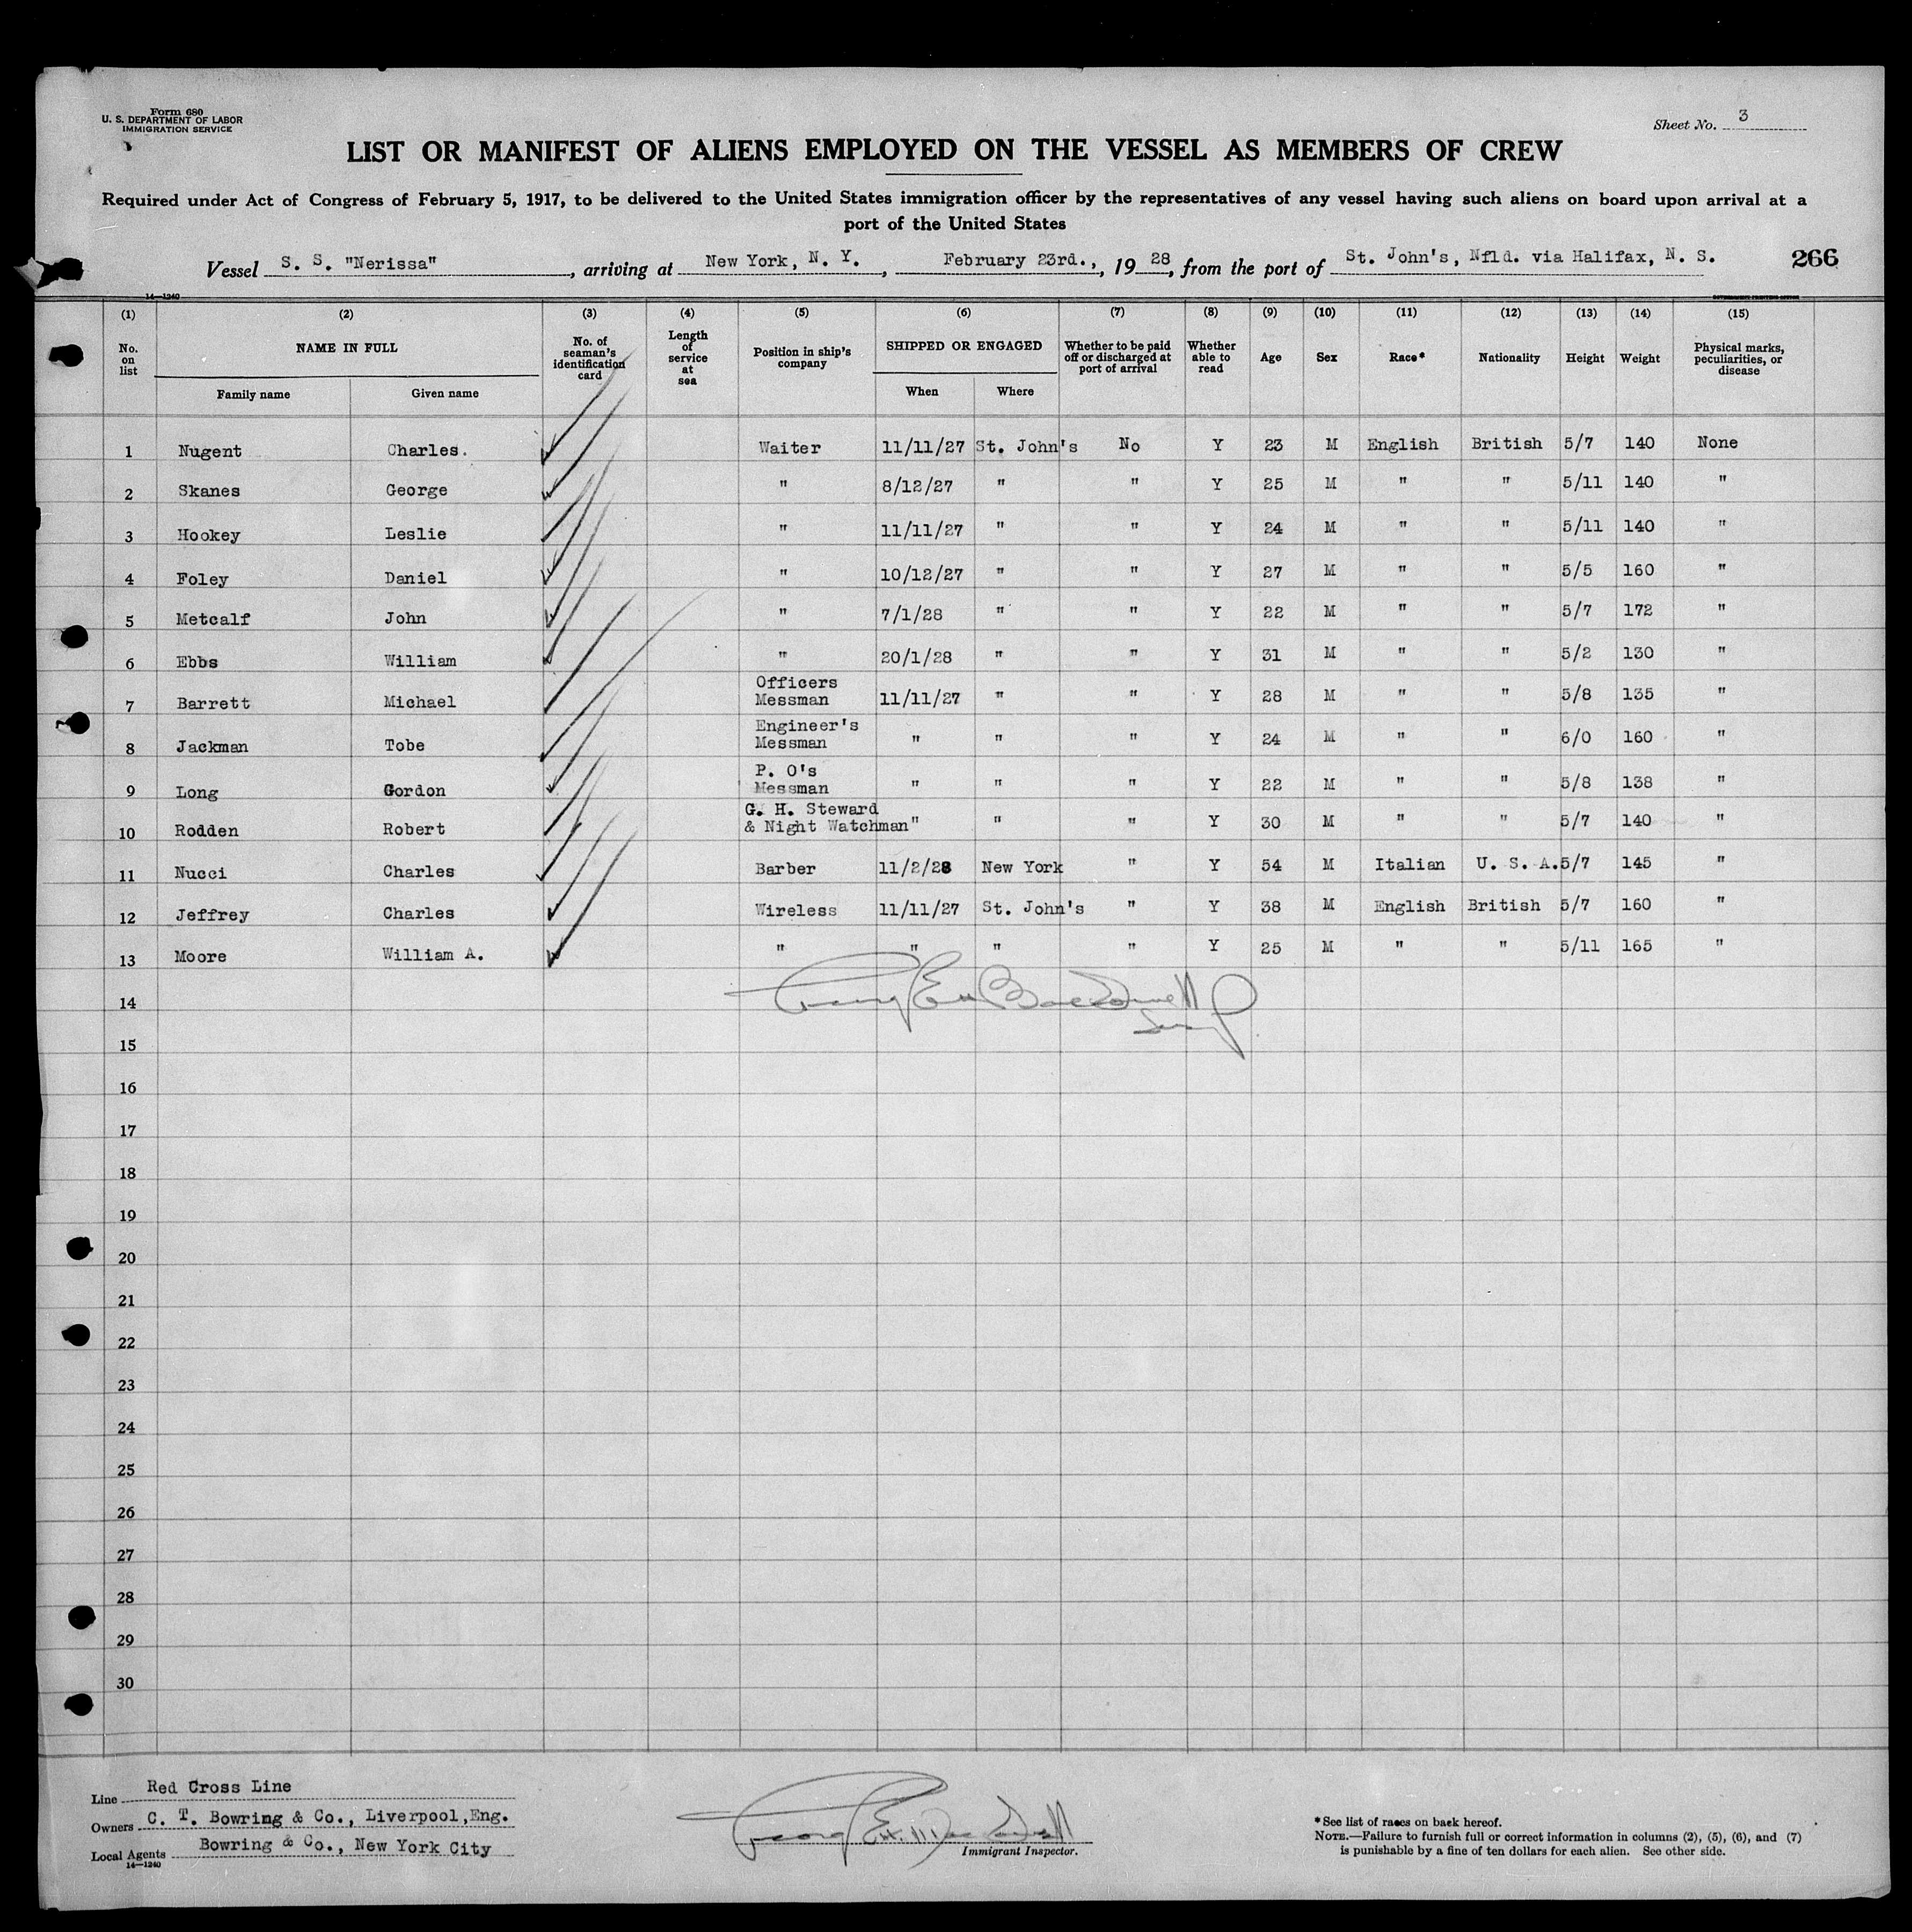 Form 680
U. S. DEPARTMENT OF LABOR
IMMIGRATION SERVICE
Sheet No. 3
LIST OR MANIFEST OF ALIENS EMPLOYED ON THE VESSEL AS MEMBERS OF CREW
Required under Act of Congress of February 5, 1917, to be delivered to the United States immigration officer by the representatives of any vessel having such aliens on board upon arrival at a
port of the United States
Vessel S. S. "Nerissa", arriving at New York, N. Y., February 23rd., 1928, from the port of St. John's, Nfld. via Halifax, N. S. 266
14—1240 GOVERNMENT PRINTING OFFICE
(1) (2) (3) (4) (5) (6) (7) (8) (9) (10) (11) (12) (13) (14) (15)
No. on list NAME IN FULL No. of seaman's identification card Length of service at sea Position in ship's company SHIPPED OR ENGAGED Whether to be paid off or discharged at port of arrival Whether able to read Age Sex Race* Nationality Height Weight Physical marks, peculiarities, or disease
Family name Given name When Where
1 Nugent Charles. Waiter 11/11/27 St. John's No Y 23 M English British 5/7 140 None
2 Skanes George " 8/12/27 " " Y 25 M " " 5/11 140 "
3 Hookey Leslie " 11/11/27 " " Y 24 M " " 5/11 140 "
4 Foley Daniel " 10/12/27 " " Y 27 M " " 5/5 160 "
5 Metcalf John " 7/1/28 " " Y 22 M " " 5/7 172 "
6 Ebbs William " 20/1/28 " " Y 31 M " " 5/2 130 "
7 Barrett Michael Officers Messman 11/11/27 " " Y 28 M " " 5/8 135 "
8 Jackman Tobe Engineer's Messman " " " Y 24 M " " 6/0 160 "
9 Long Gordon P. O's Messman " " " Y 22 M " " 5/8 138 "
10 Rodden Robert G. H. Steward & Night Watchman " " " Y 30 M " " 5/7 140 "
11 Nucci Charles Barber 11/2/28 New York " Y 54 M Italian U. S. A. 5/7 145 "
12 Jeffrey Charles Wireless 11/11/27 St. John's " Y 38 M English British 5/7 160 "
13 Moore William A. " " " " Y 25 M " " 5/11 165 "
14
15
16
17
18
19
20
21
22
23
24
25
26
27
28
29
30
Line Red Cross Line
Owners C. T. Bowring & Co., Liverpool, Eng.
Local Agents Bowring & Co., New York City
14—1240
Immigrant Inspector.
*See list of races on back hereof.
NOTE.—Failure to furnish full or correct information in columns (2), (5), (6), and (7)
is punishable by a fine of ten dollars for each alien. See other side.